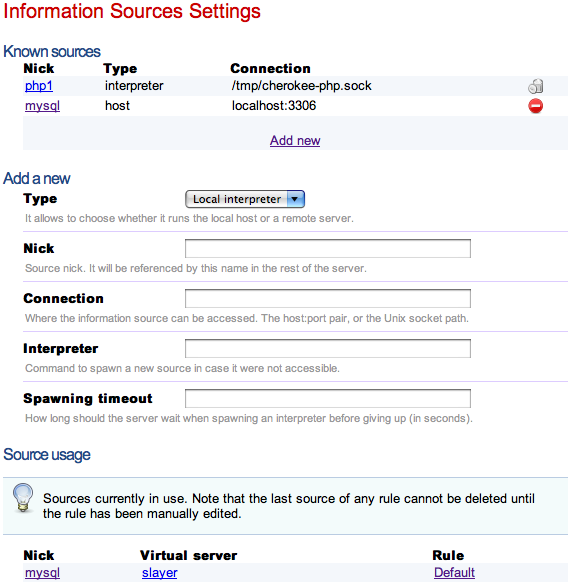 Information Sources Settings
Known sources
Nick Type Connection
php1 interpreter /tmp/cherokee-php.sock
mysql host localhost:3306
Add new
Add a new
Type Local interpreter
It allows to choose whether it runs the local host or a remote server.
Nick
Source nick. It will be referenced by this name in the rest of the server.
Connection
Where the information source can be accessed. The host:port pair, or the Unix socket path.
Interpreter
Command to spawn a new source in case it were not accessible.
Spawning timeout
How long should the server wait when spawning an interpreter before giving up (in seconds).
Source usage
Sources currently in use. Note that the last source of any rule cannot be deleted until
the rule has been manually edited.
Nick Virtual server Rule
mysql slayer Default